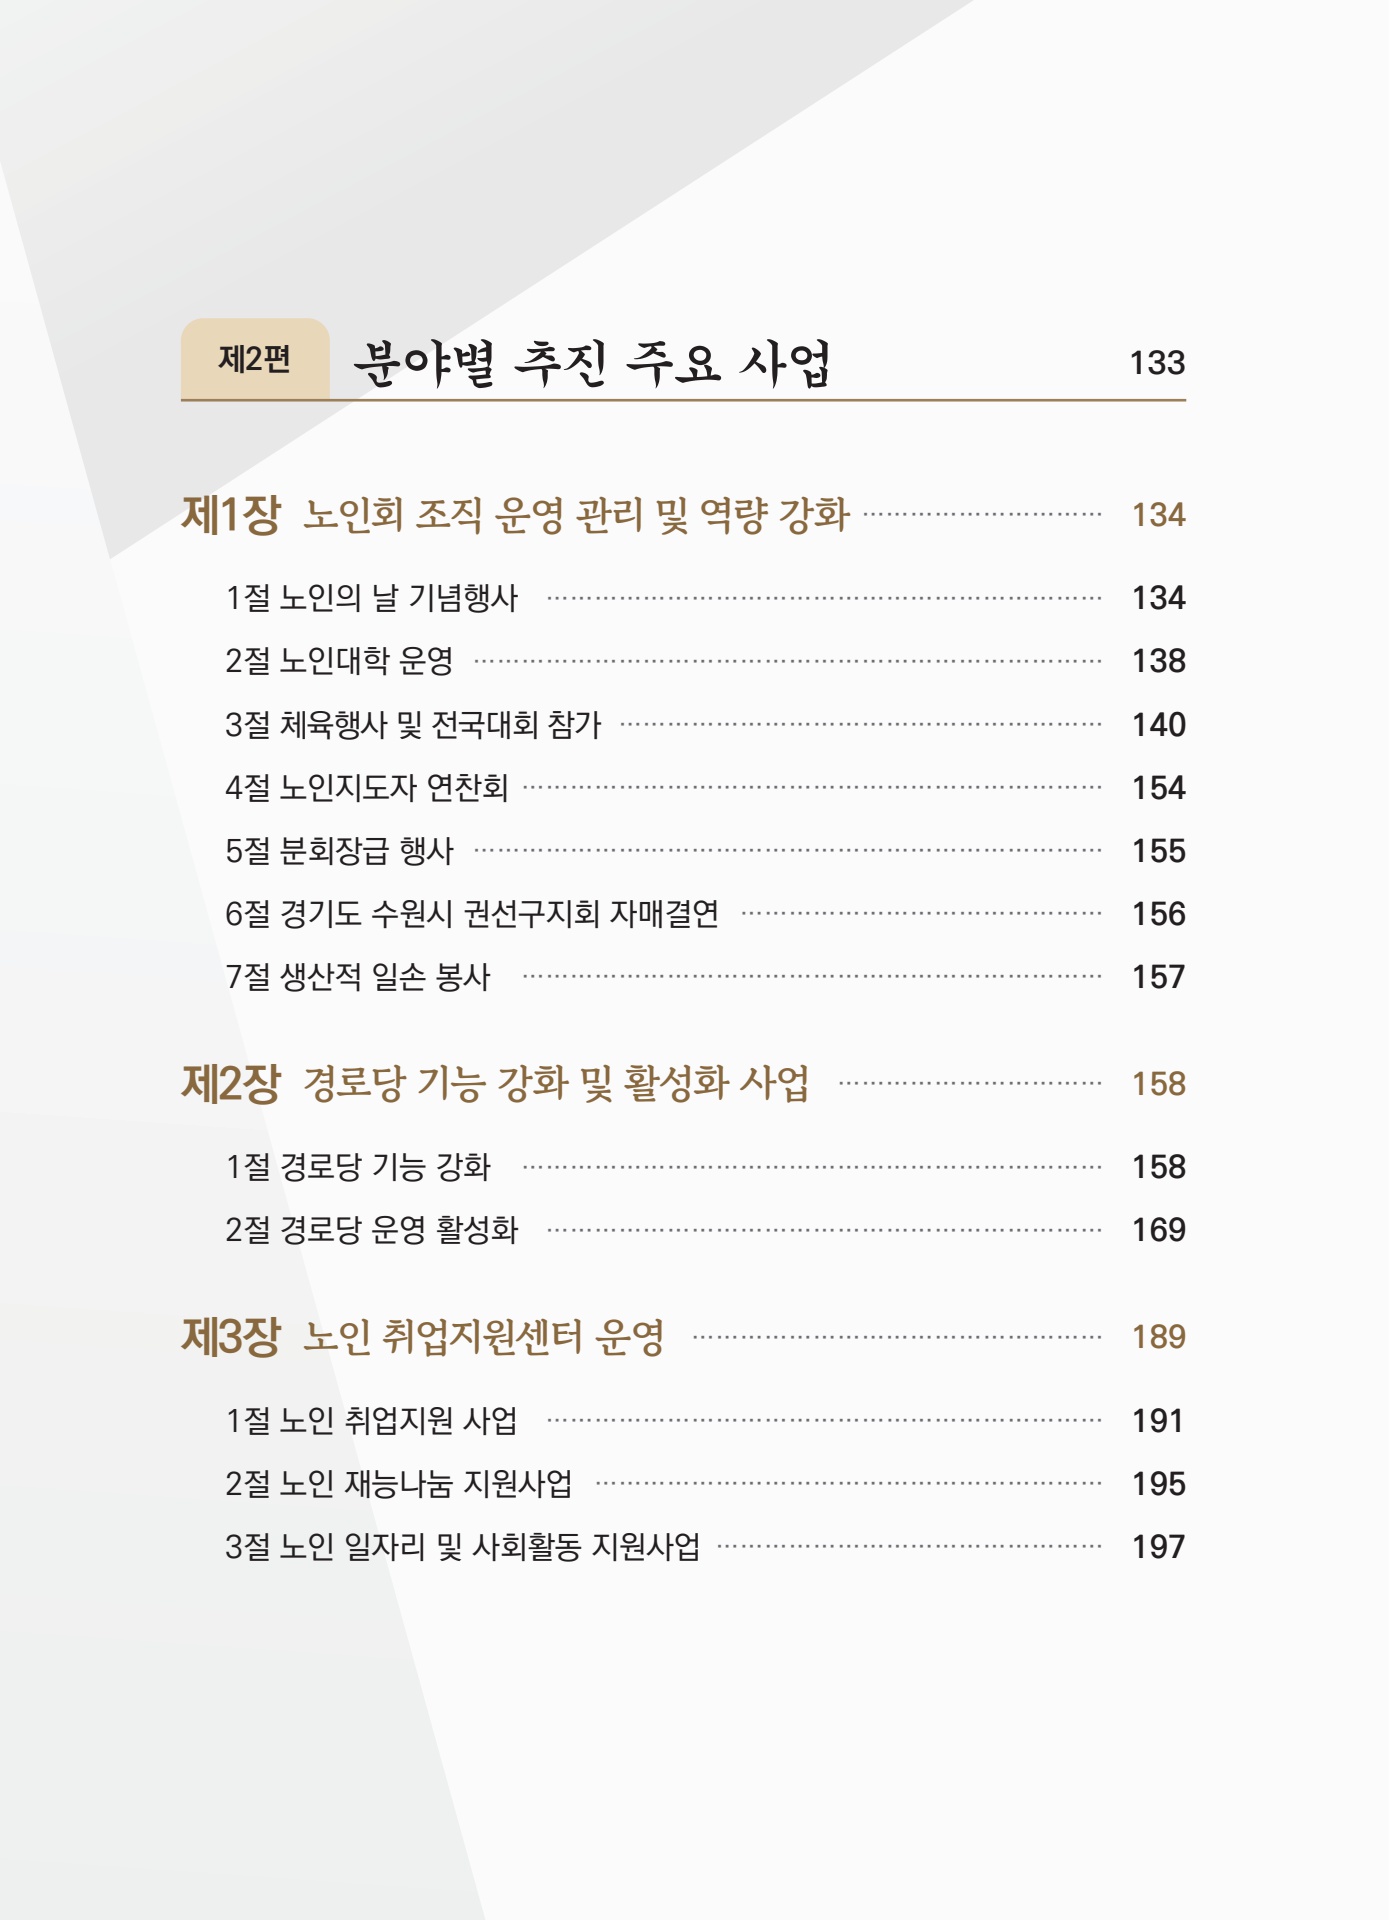 제2편 분야별 추진 주요 사업 133
제1장 노인회 조직 운영 관리 및 역량 강화 134
1절 노인의 날 기념행사 134
2절 노인대학 운영 138
3절 체육행사 및 전국대회 참가 140
4절 노인지도자 연찬회 154
5절 분회장급 행사 155
6절 경기도 수원시 권선구지회 자매결연 156
7절 생산적 일손 봉사 157
제2장 경로당 기능 강화 및 활성화 사업 158
1절 경로당 기능 강화 158
2절 경로당 운영 활성화 169
제3장 노인 취업지원센터 운영 189
1절 노인 취업지원 사업 191
2절 노인 재능나눔 지원사업 195
3절 노인 일자리 및 사회활동 지원사업 197